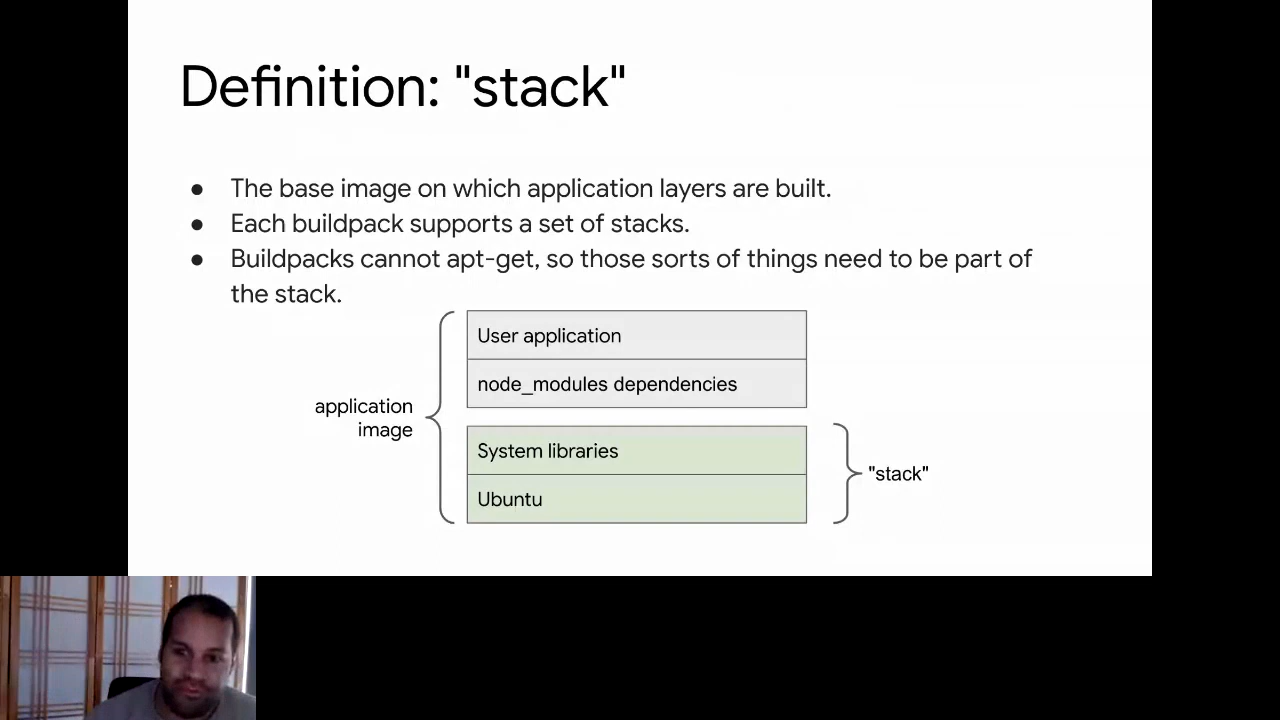 Definition: "stack"
● The base image on which application layers are built.
● Each buildpack supports a set of stacks.
● Buildpacks cannot apt-get, so those sorts of things need to be part of
the stack.
User application
node_modules dependencies
application
image
System libraries
"stack"
Ubuntu